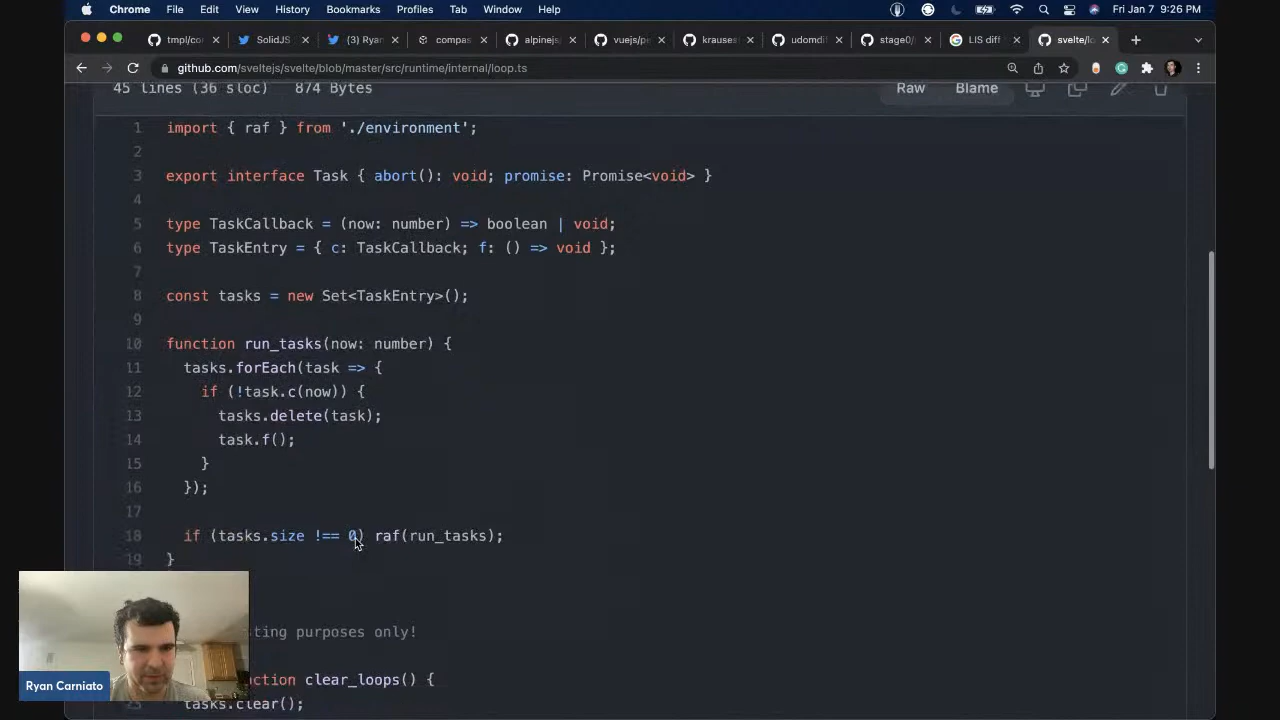 Chrome File Edit View History Bookmarks Profiles Tab Window Help Fri Jan 7 9:26 PM
tmpl/co SolidJS (3) Ryan compas alpinejs/ vuejs/pe krauses udomdi stage0/ LIS diff svelte/lo
github.com/sveltejs/svelte/blob/master/src/runtime/internal/loop.ts
45 lines (36 sloc) 874 Bytes Raw Blame
1 import { raf } from './environment';
2
3 export interface Task { abort(): void; promise: Promise<void> }
4
5 type TaskCallback = (now: number) => boolean | void;
6 type TaskEntry = { c: TaskCallback; f: () => void };
7
8 const tasks = new Set<TaskEntry>();
9
10 function run_tasks(now: number) {
11 tasks.forEach(task => {
12 if (!task.c(now)) {
13 tasks.delete(task);
14 task.f();
15 }
16 });
17
18 if (tasks.size !== 0) raf(run_tasks);
19 }
ting purposes only!
ction clear_loops() {
tasks.clear();
Ryan Carniato